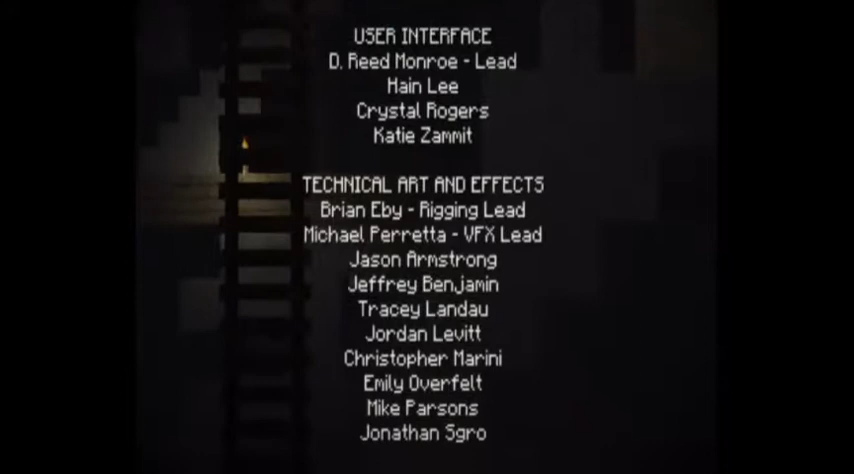 USER INTERFACE
D. Reed Monroe - Lead
Hain Lee
Crystal Rogers
Katie Zammit
TECHNICAL ART AND EFFECTS
Brian Eby - Rigging Lead
Michael Perretta - VFX Lead
Jason Armstrong
Jeffrey Benjamin
Tracey Landau
Jordan Levitt
Christopher Marini
Emily Overfelt
Mike Parsons
Jonathan Sgro